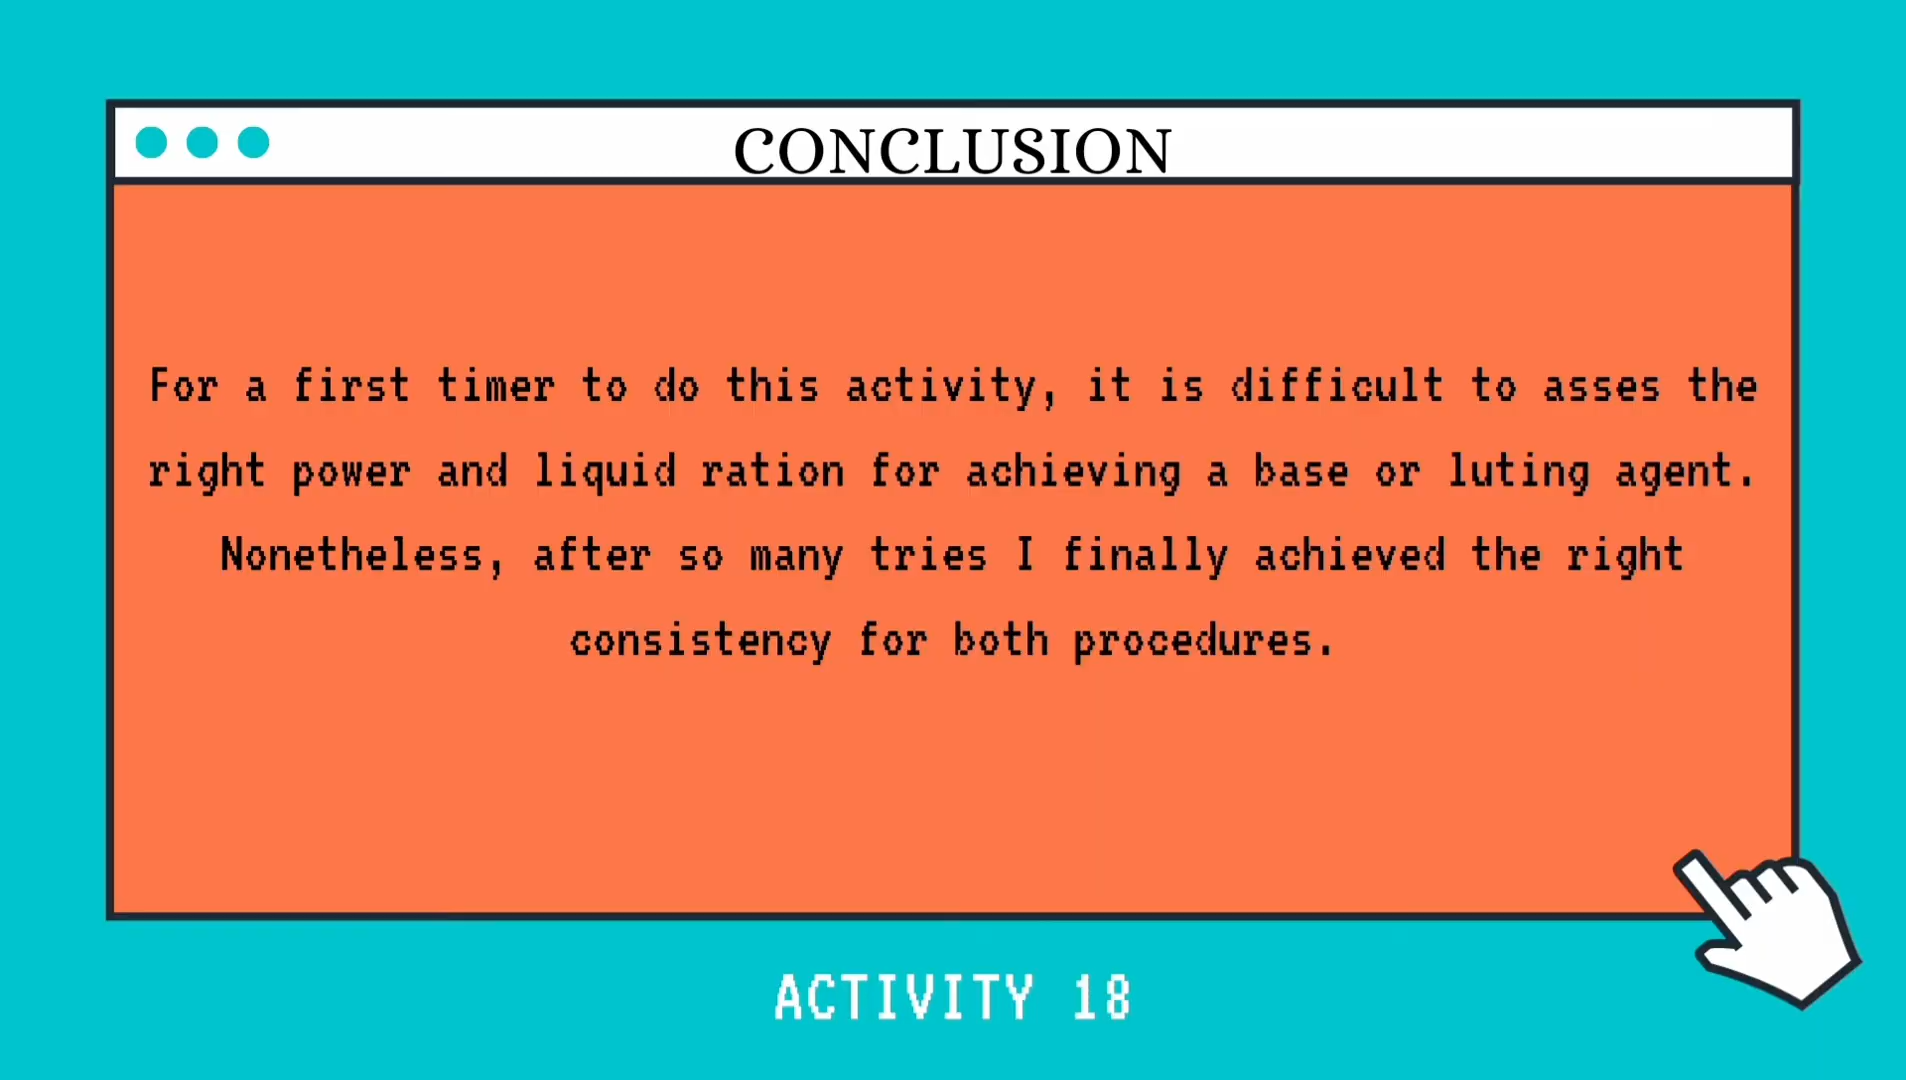 CONCLUSION
For a first timer to do this activity, it is difficult to asses the
right power and liquid ration for achieving a base or luting agent.
Nonetheless, after so many tries I finally achieved the right
consistency for both procedures.
ACTIVITY 18